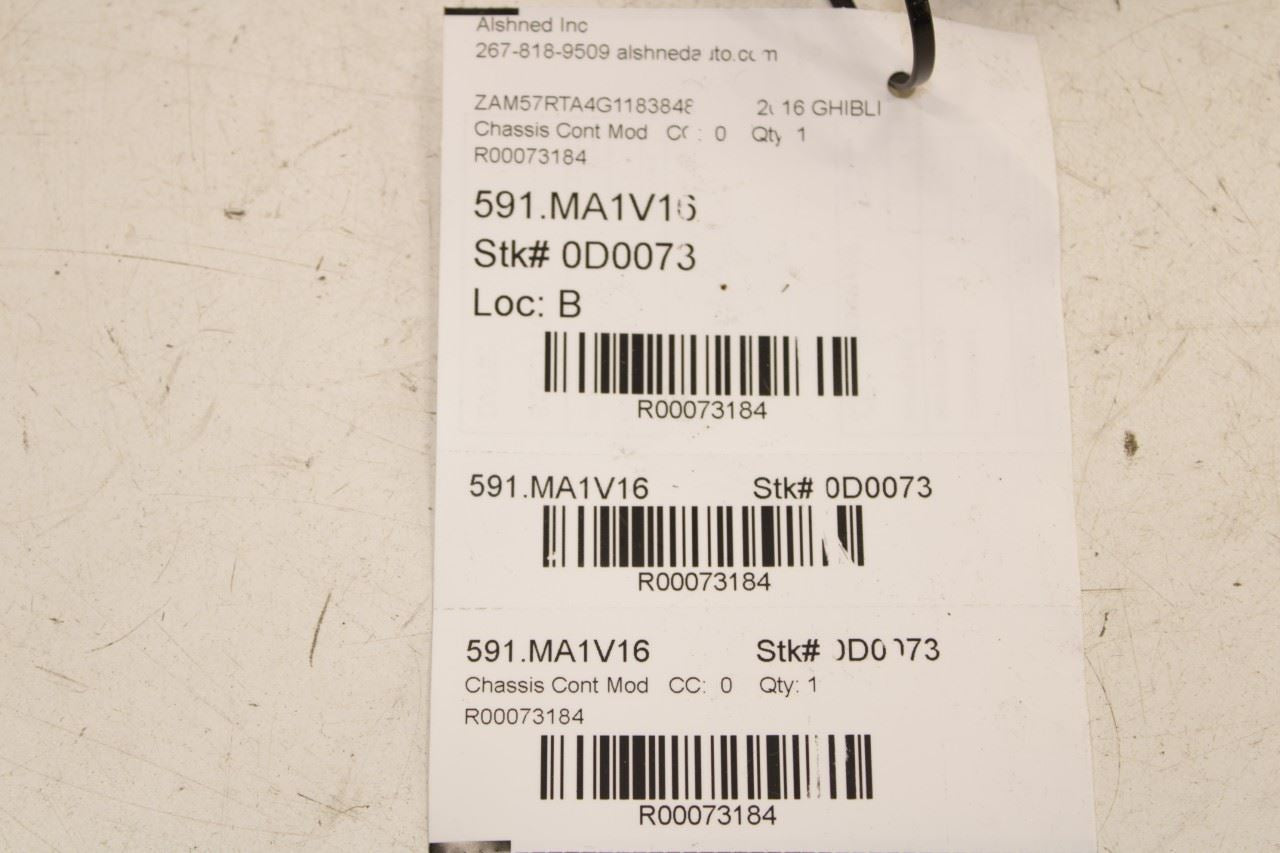 Alshned Inc
267-818-9509 alshnedauto.com
ZAM57RTA4G1183848 2016 GHIBLI
Chassis Cont Mod CC: 0 Qty 1
R00073184
591.MA1V16
Stk# 0D0073
Loc: B
R00073184
591.MA1V16 Stk# 0D0073
R00073184
591.MA1V16 Stk# 0D0073
Chassis Cont Mod CC: 0 Qty: 1
R00073184
R00073184